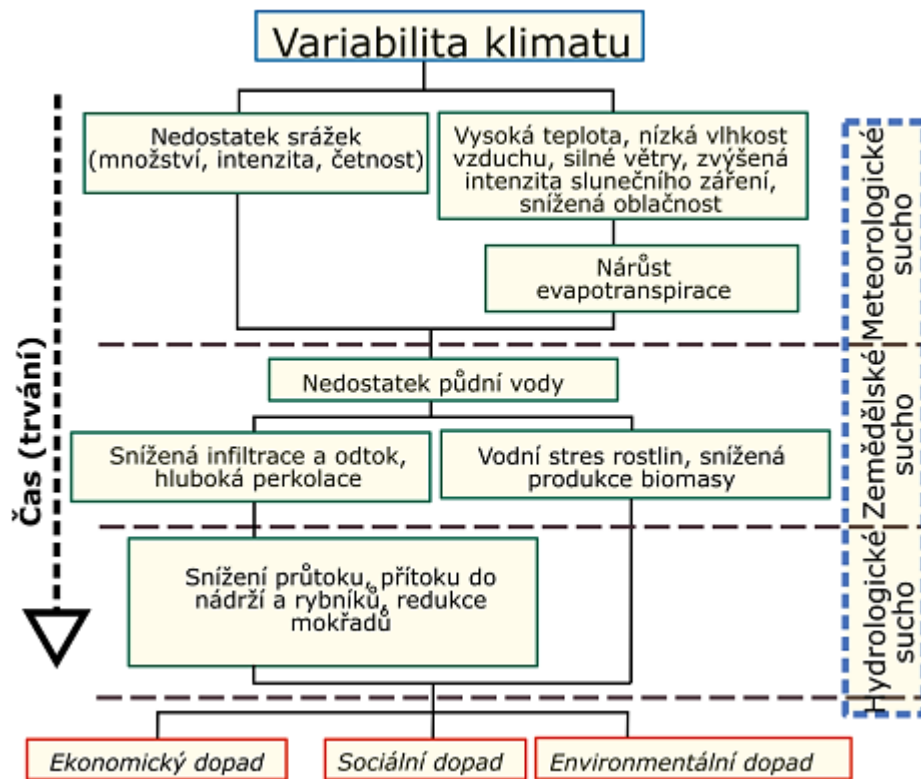 Variabilita klimatu
Nedostatek srážek
(množství, intenzita, četnost)
Vysoká teplota, nízká vlhkost
vzduchu, silné větry, zvýšená
intenzita slunečního záření,
snížená oblačnost
Nárůst
evapotranspirace
Meteorologické
sucho
Čas (trvání)
Nedostatek půdní vody
Snížená infiltrace a odtok,
hluboká perkolace
Vodní stres rostlin, snížená
produkce biomasy
Zemědělské
sucho
Snížení průtoku, přítoku do
nádrží a rybníků, redukce
mokřadů
Hydrologické
sucho
Ekonomický dopad
Sociální dopad
Environmentální dopad